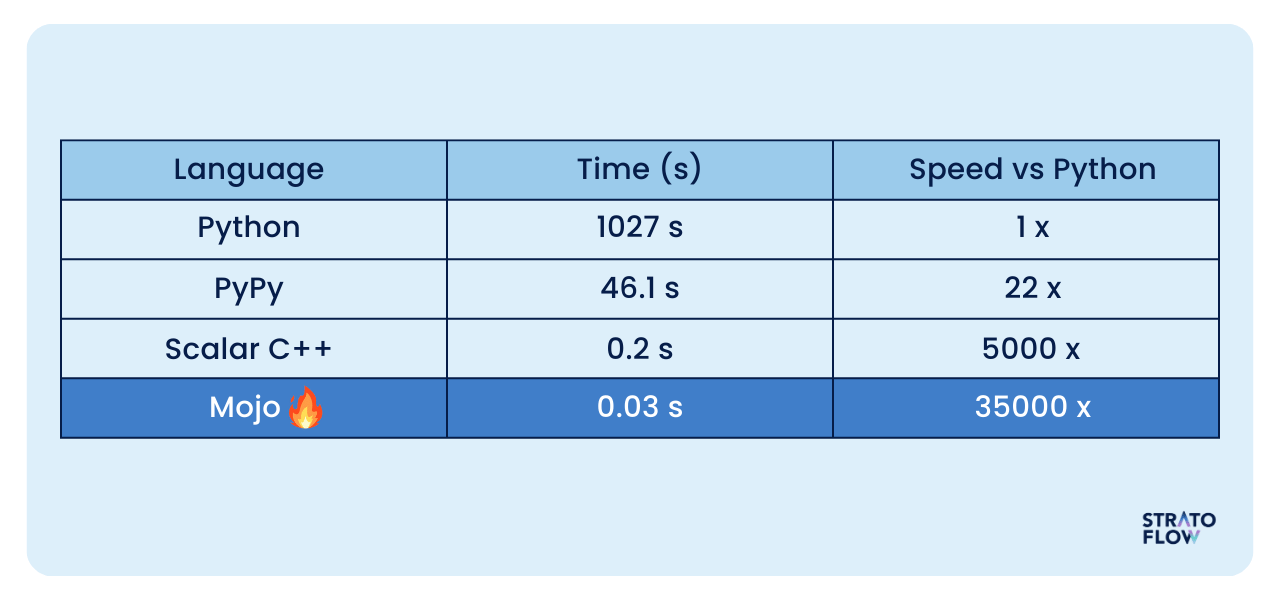 Language Time (s) Speed vs Python
Python 1027 s 1 x
PyPy 46.1 s 22 x
Scalar C++ 0.2 s 5000 x
Mojo🔥 0.03 s 35000 x
STRATO
FLOW